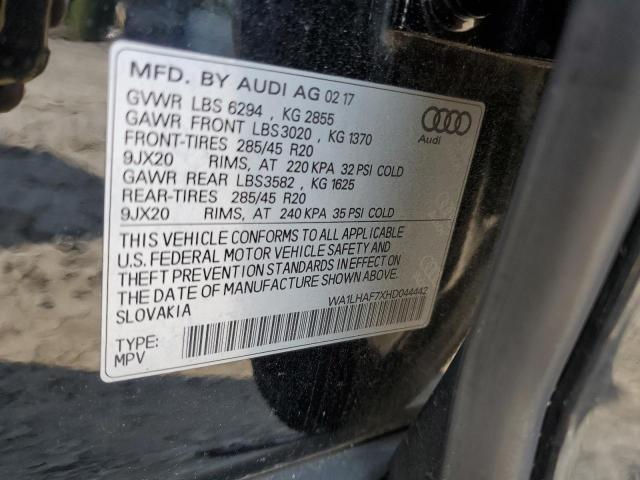 MFD. BY AUDI AG 02 17
GVWR LBS 6294 , KG 2855
GAWR FRONT LBS3020 , KG 1370
FRONT-TIRES 285/45 R20
9JX20 RIMS, AT 220 KPA 32 PSI COLD
GAWR REAR LBS3582 , KG 1625
REAR-TIRES 285/45 R20
9JX20 RIMS, AT 240 KPA 35 PSI COLD
Audi
THIS VEHICLE CONFORMS TO ALL APPLICABLE
U.S. FEDERAL MOTOR VEHICLE SAFETY AND
THEFT PREVENTION STANDARDS IN EFFECT ON
THE DATE OF MANUFACTURE SHOWN ABOVE.
SLOVAKIA
WA1LHAF7XHD044442
TYPE:
MPV